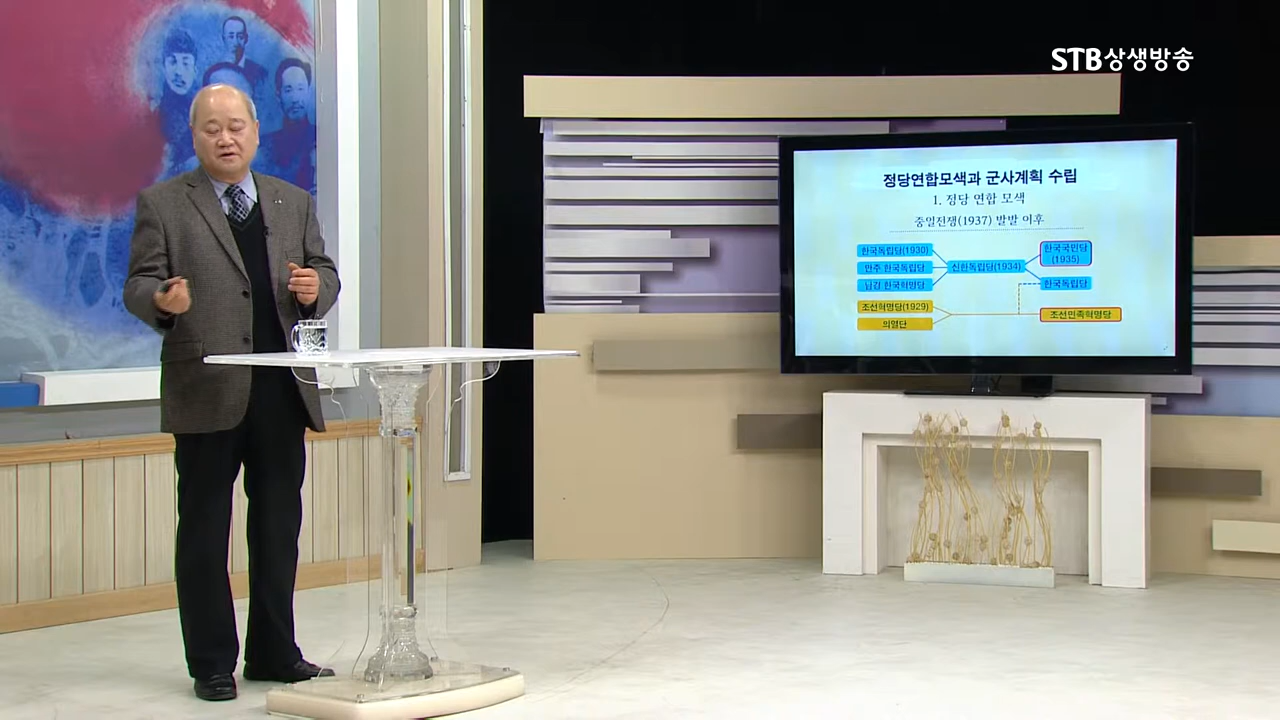 STB상생방송
정당연합모색과 군사계획 수립
1. 정당 연합 모색
중일전쟁(1937) 발발 이후
한국독립당(1930)
만주 한국독립당
남경 한국혁명당
신한독립당(1934)
한국국민당
(1935)
한국독립당
조선혁명당(1929)
의열단
조선민족혁명당